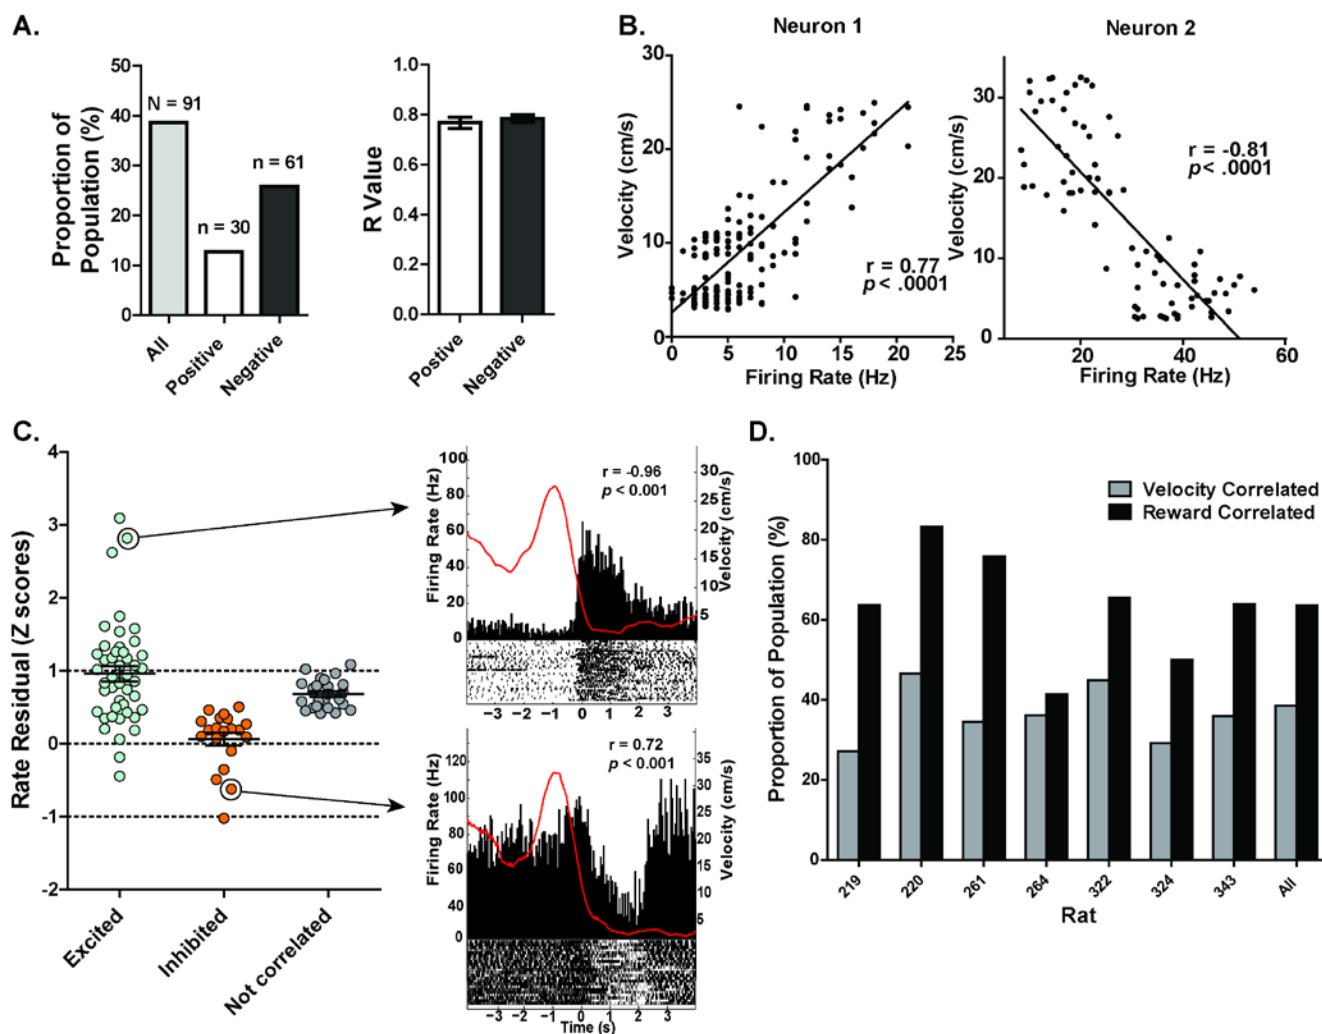 A.
Proportion of
Population (%)
50
40
30
20
10
0
N = 91
n = 30
n = 61
All
Positive
Negative
R Value
1.0
0.8
0.6
0.4
0.2
0.0
Postive
Negative
B.
Neuron 1
Velocity (cm/s)
30
20
10
0
r = 0.77
p< .0001
0 5 10 15 20 25
Firing Rate (Hz)
Neuron 2
Velocity (cm/s)
30
20
10
0
r = -0.81
p< .0001
20 40 60
Firing Rate (Hz)
C.
Rate Residual (Z scores)
4
3
2
1
0
-1
-2
Excited
Inhibited
Not correlated
Firing Rate (Hz)
100
80
60
40
20
0
r = -0.96
p < 0.001
30
25
20
15
10
5
Velocity (cm/s)
−3 −2 −1 0 1 2 3
Firing Rate (Hz)
120
100
80
60
40
0
r = 0.72
p < 0.001
35
30
25
20
15
10
5
Velocity (cm/s)
−4 −3 −2 −1 0 1 2 3
Time (s)
D.
Proportion of Population (%)
100
80
60
40
20
0
Velocity Correlated
Reward Correlated
219 220 261 264 322 324 343 All
Rat